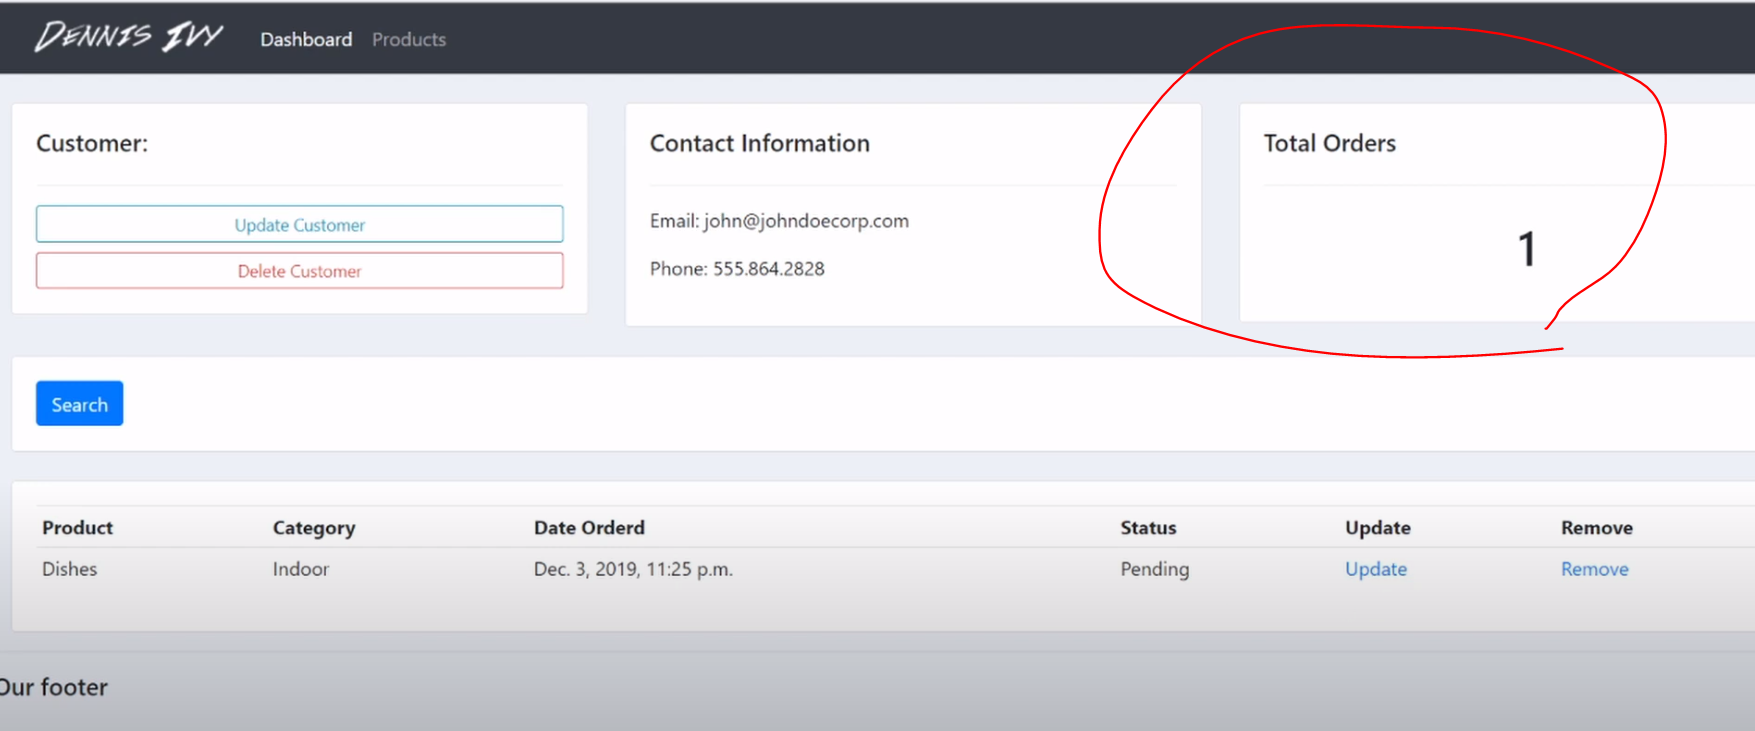 DENNIS IVY Dashboard Products
Customer: Contact Information Total Orders
Update Customer Email: john@johndoecorp.com
Delete Customer Phone: 555.864.2828 1
Search
Product Category Date Orderd Status Update Remove
Dishes Indoor Dec. 3, 2019, 11:25 p.m. Pending Update Remove
Our footer